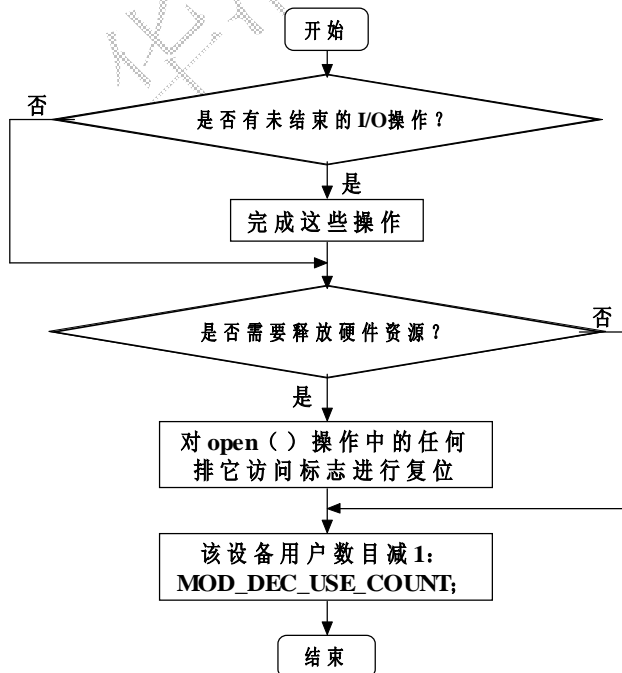 开始
否
是否有未结束的I/O操作？
是
完成这些操作
是否需要释放硬件资源？
否
是
对open（）操作中的任何
排它访问标志进行复位
该设备用户数目减1：
MOD_DEC_USE_COUNT;
结束